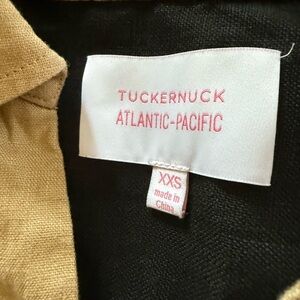 TUCKERNUCK
ATLANTIC-PACIFIC
XXS
made in
China